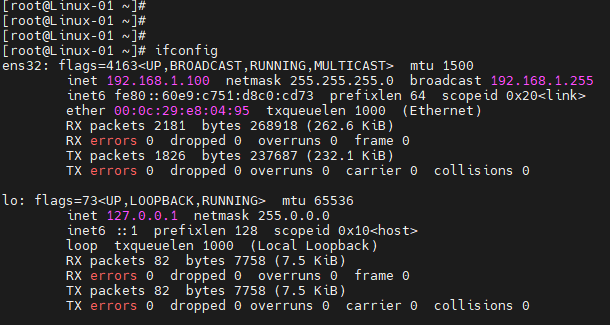 [root@Linux-01 ~]#
[root@Linux-01 ~]#
[root@Linux-01 ~]#
[root@Linux-01 ~]# ifconfig
ens32: flags=4163<UP,BROADCAST,RUNNING,MULTICAST>  mtu 1500
        inet 192.168.1.100  netmask 255.255.255.0  broadcast 192.168.1.255
        inet6 fe80::60e9:c751:d8c0:cd73  prefixlen 64  scopeid 0x20<link>
        ether 00:0c:29:e8:04:95  txqueuelen 1000  (Ethernet)
        RX packets 2181  bytes 268918 (262.6 KiB)
        RX errors 0  dropped 0  overruns 0  frame 0
        TX packets 1826  bytes 237687 (232.1 KiB)
        TX errors 0  dropped 0 overruns 0  carrier 0  collisions 0

lo: flags=73<UP,LOOPBACK,RUNNING>  mtu 65536
        inet 127.0.0.1  netmask 255.0.0.0
        inet6 ::1  prefixlen 128  scopeid 0x10<host>
        loop  txqueuelen 1000  (Local Loopback)
        RX packets 82  bytes 7758 (7.5 KiB)
        RX errors 0  dropped 0  overruns 0  frame 0
        TX packets 82  bytes 7758 (7.5 KiB)
        TX errors 0  dropped 0 overruns 0  carrier 0  collisions 0